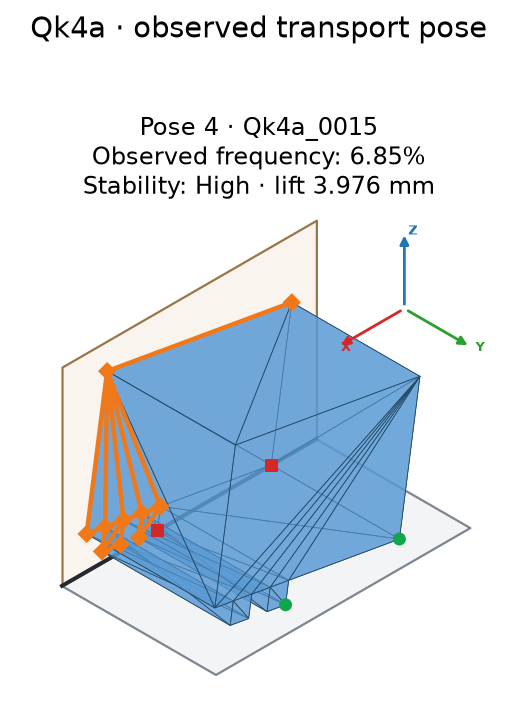 Qk4a · observed transport pose
Pose 4 · Qk4a_0015
Observed frequency: 6.85%
Stability: High · lift 3.976 mm
Z
X
Y